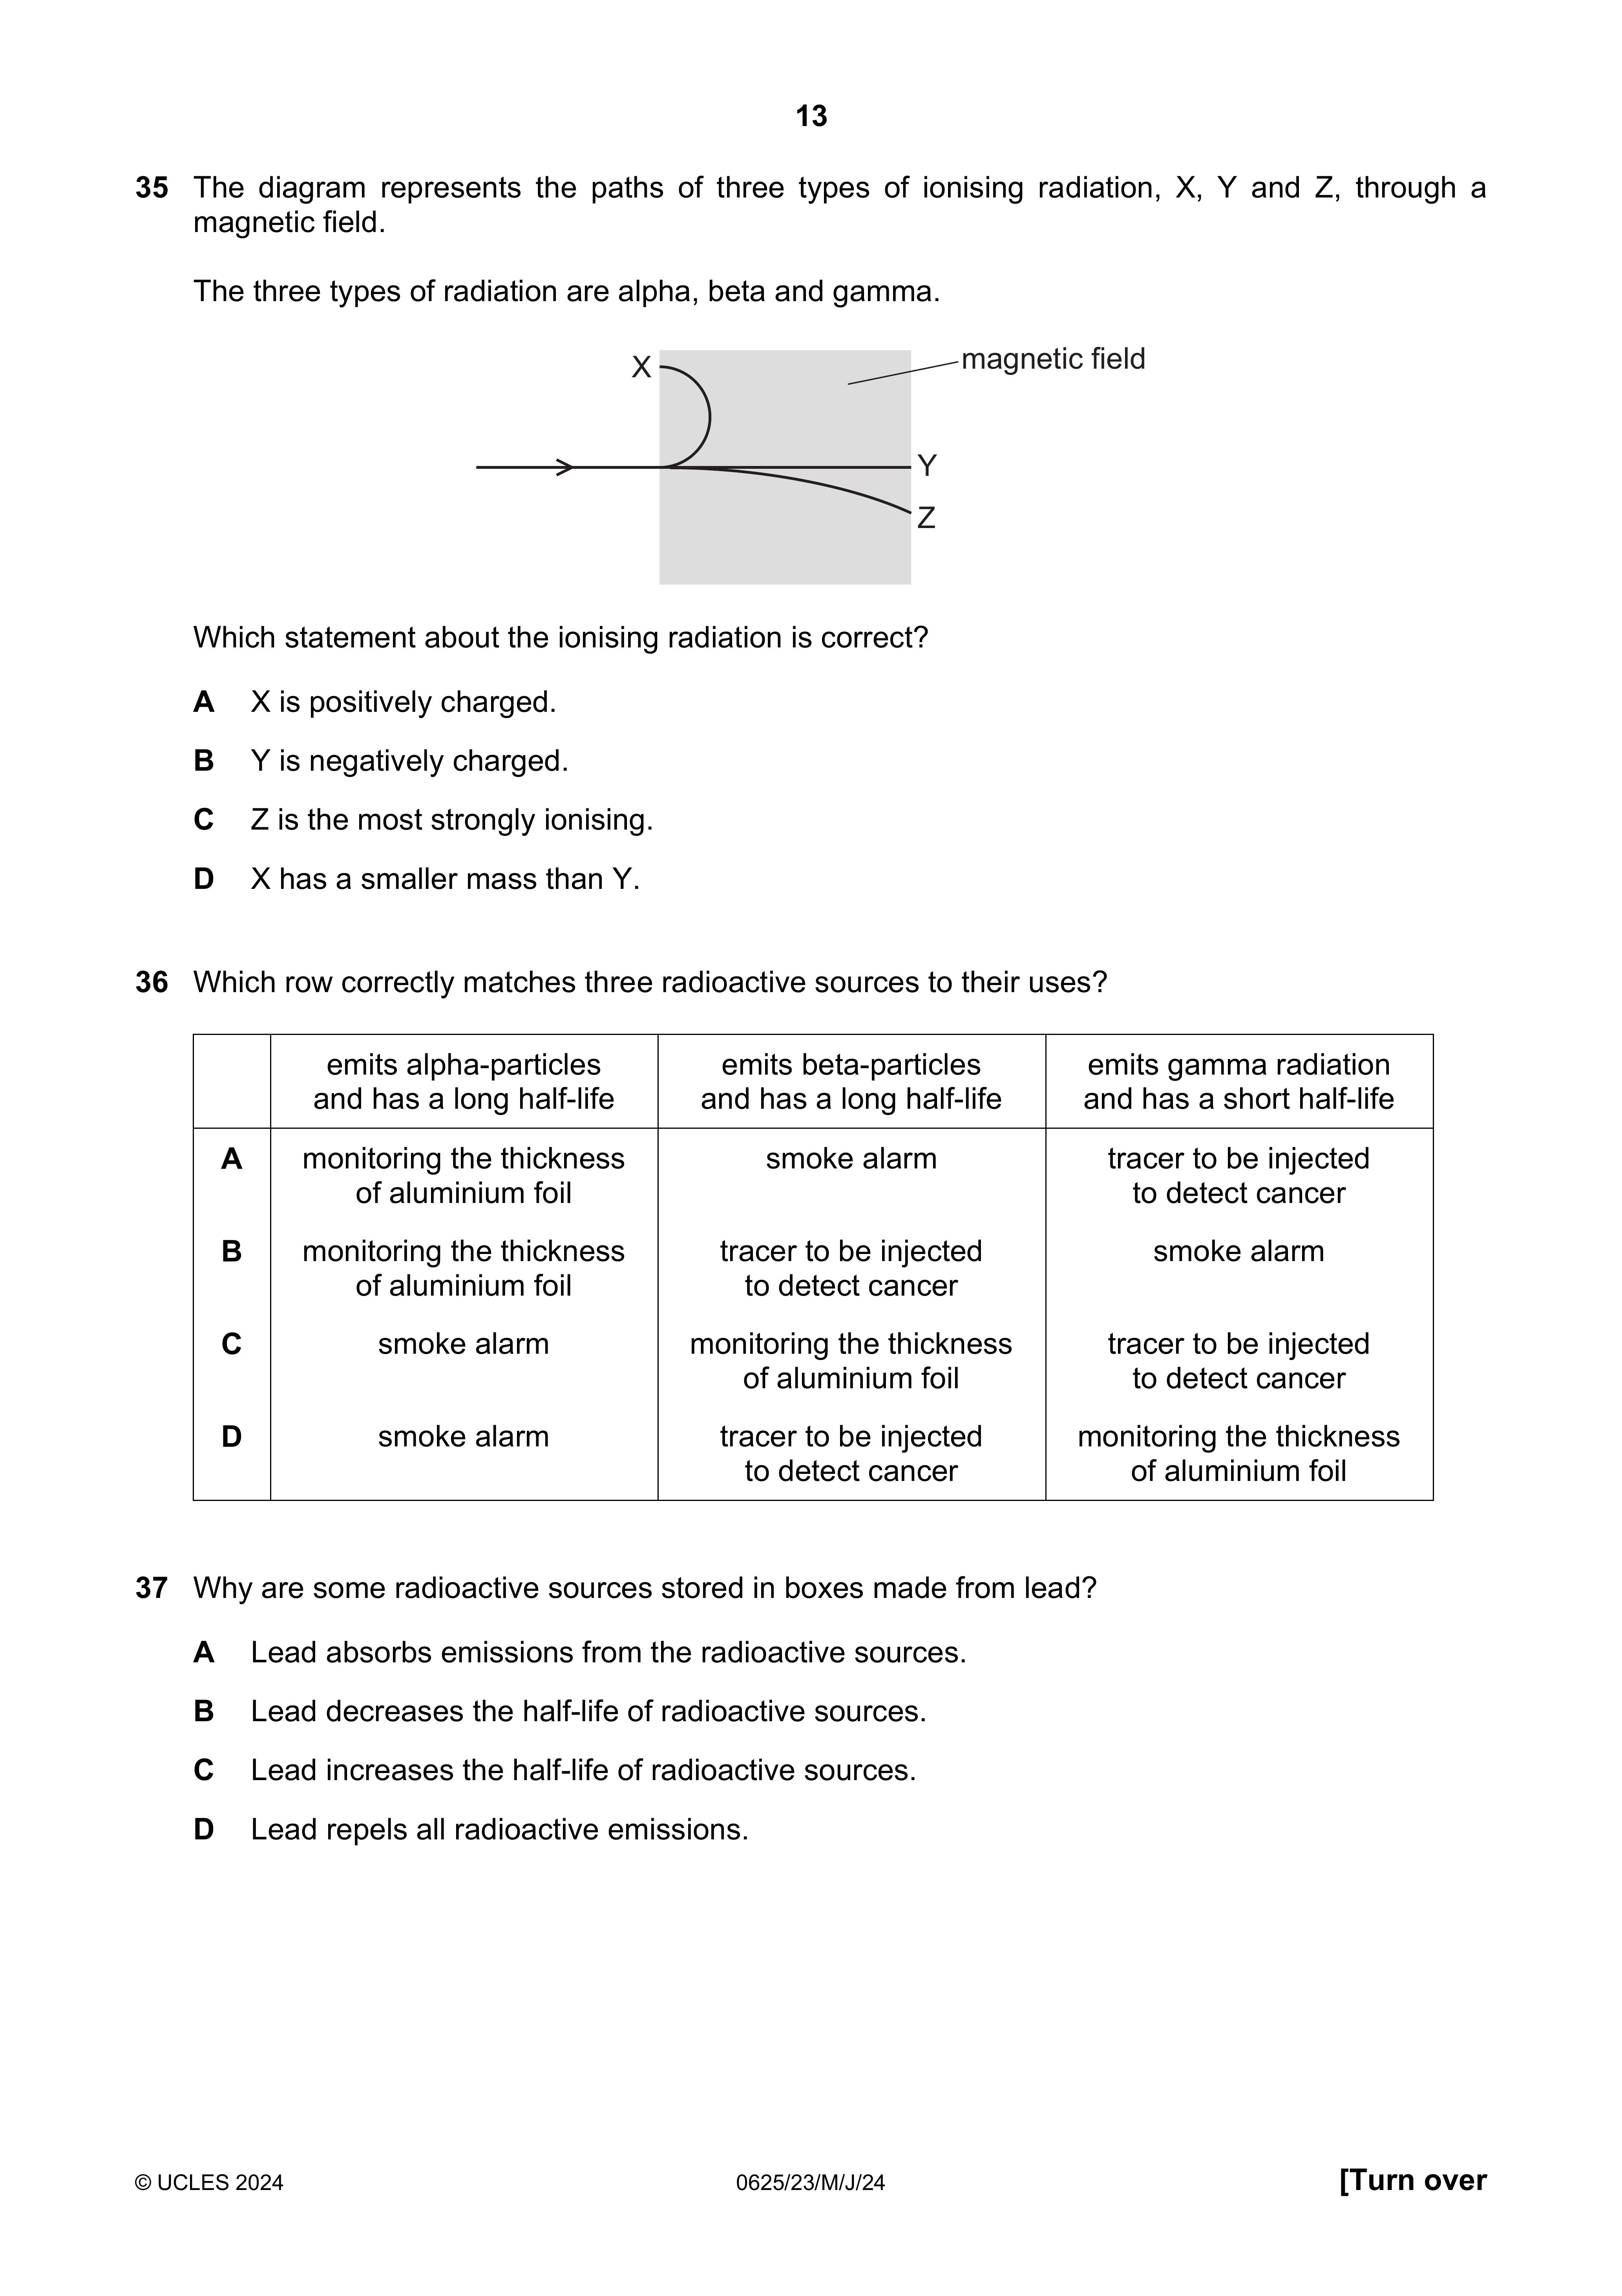 13
35 The diagram represents the paths of three types of ionising radiation, X, Y and Z, through a
magnetic field.
The three types of radiation are alpha, beta and gamma.
X
magnetic field
Y
Z
Which statement about the ionising radiation is correct?
A X is positively charged.
B Y is negatively charged.
C Z is the most strongly ionising.
D X has a smaller mass than Y.
36 Which row correctly matches three radioactive sources to their uses?
emits alpha-particles
and has a long half-life
emits beta-particles
and has a long half-life
emits gamma radiation
and has a short half-life
A
monitoring the thickness
of aluminium foil
smoke alarm
tracer to be injected
to detect cancer
B
monitoring the thickness
of aluminium foil
tracer to be injected
to detect cancer
smoke alarm
C
smoke alarm
monitoring the thickness
of aluminium foil
tracer to be injected
to detect cancer
D
smoke alarm
tracer to be injected
to detect cancer
monitoring the thickness
of aluminium foil
37 Why are some radioactive sources stored in boxes made from lead?
A Lead absorbs emissions from the radioactive sources.
B Lead decreases the half-life of radioactive sources.
C Lead increases the half-life of radioactive sources.
D Lead repels all radioactive emissions.
© UCLES 2024
0625/23/M/J/24
[Turn over